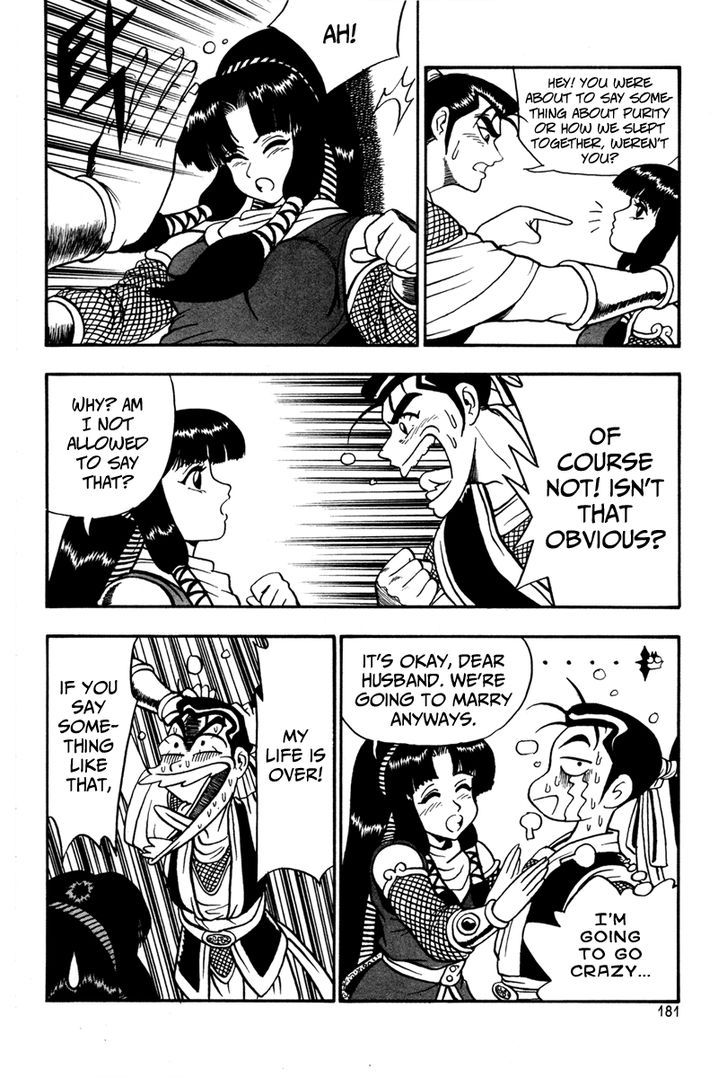 AH!
HEY! YOU WERE
ABOUT TO SAY SOME-
THING ABOUT PURITY
OR HOW WE SLEPT
TOGETHER, WEREN'T
YOU?
WHY? AM
I NOT
ALLOWED
TO SAY
THAT?
OF
COURSE
NOT! ISN'T
THAT
OBVIOUS?
IF YOU
SAY
SOME-
THING
LIKE
THAT,
MY
LIFE IS
OVER!
IT'S OKAY, DEAR
HUSBAND. WE'RE
GOING TO MARRY
ANYWAYS.
I'M
GOING
TO GO
CRAZY...
181